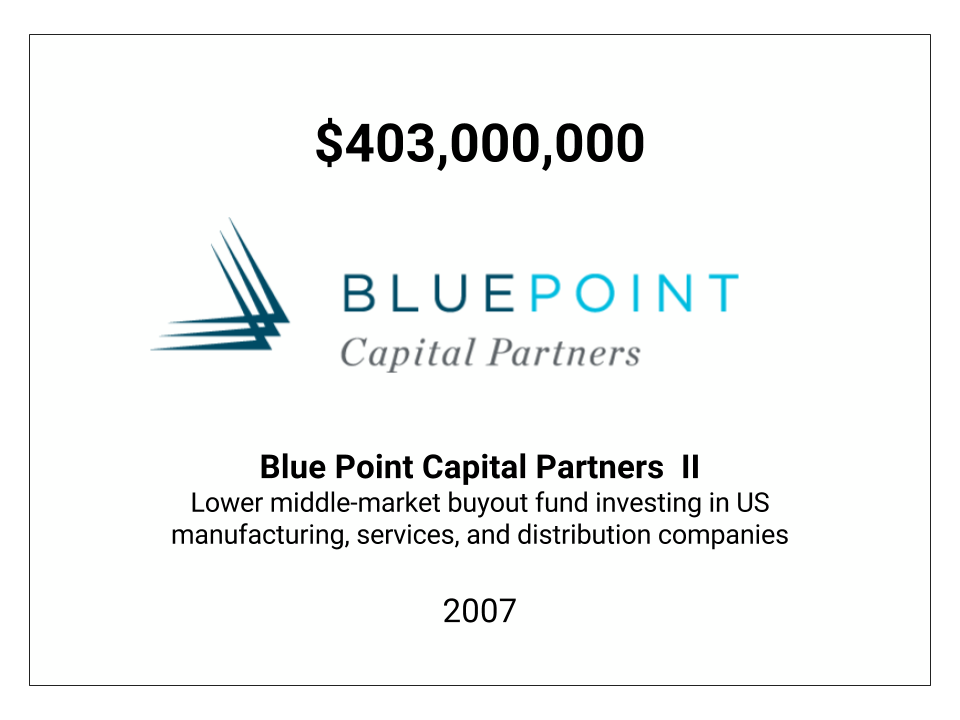 $403,000,000
BLUEPOINT
Capital Partners
Blue Point Capital Partners  II
Lower middle-market buyout fund investing in US
manufacturing, services, and distribution companies
2007